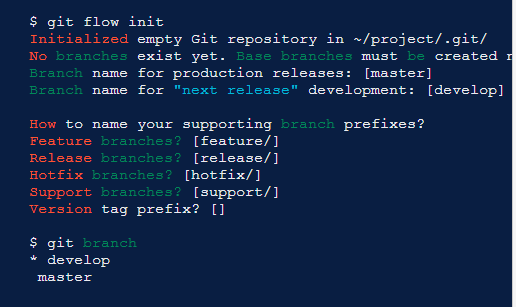 $ git flow init
Initialized empty Git repository in ~/project/.git/
No branches exist yet. Base branches must be created
Branch name for production releases: [master]
Branch name for "next release" development: [develop]
How to name your supporting branch prefixes?
Feature branches? [feature/]
Release branches? [release/]
Hotfix branches? [hotfix/]
Support branches? [support/]
Version tag prefix? []
$ git branch
* develop
master